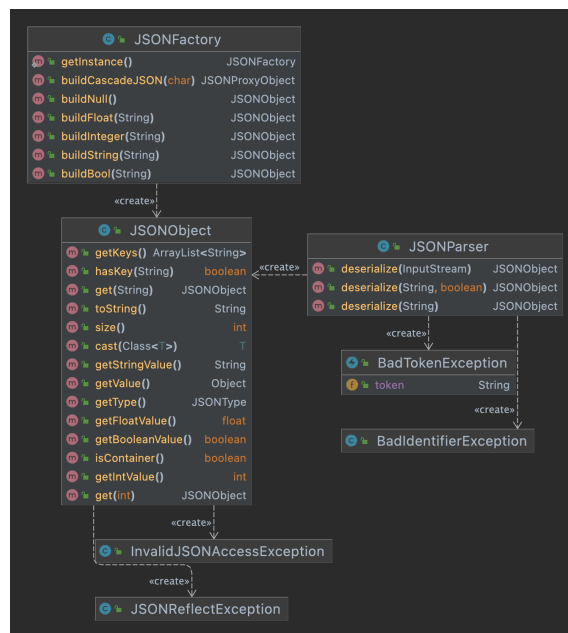 JSONFactory
getInstance() JSONFactory
buildCascadeJSON(char) JSONProxyObject
buildNull() JSONObject
buildFloat(String) JSONObject
buildInteger(String) JSONObject
buildString(String) JSONObject
buildBool(String) JSONObject
«create»
JSONObject
getKeys() ArrayList<String>
hasKey(String) boolean
get(String) JSONObject
toString() String
size() int
cast(Class<T>) T
getStringValue() String
getValue() Object
getType() JSONType
getFloatValue() float
getBooleanValue() boolean
isContainer() boolean
getIntValue() int
get(int) JSONObject
«create»
JSONParser
deserialize(InputStream) JSONObject
deserialize(String, boolean) JSONObject
deserialize(String) JSONObject
«create»
BadTokenException
token String
«create»
BadIdentifierException
«create»
InvalidJSONAccessException
«create»
JSONReflectException